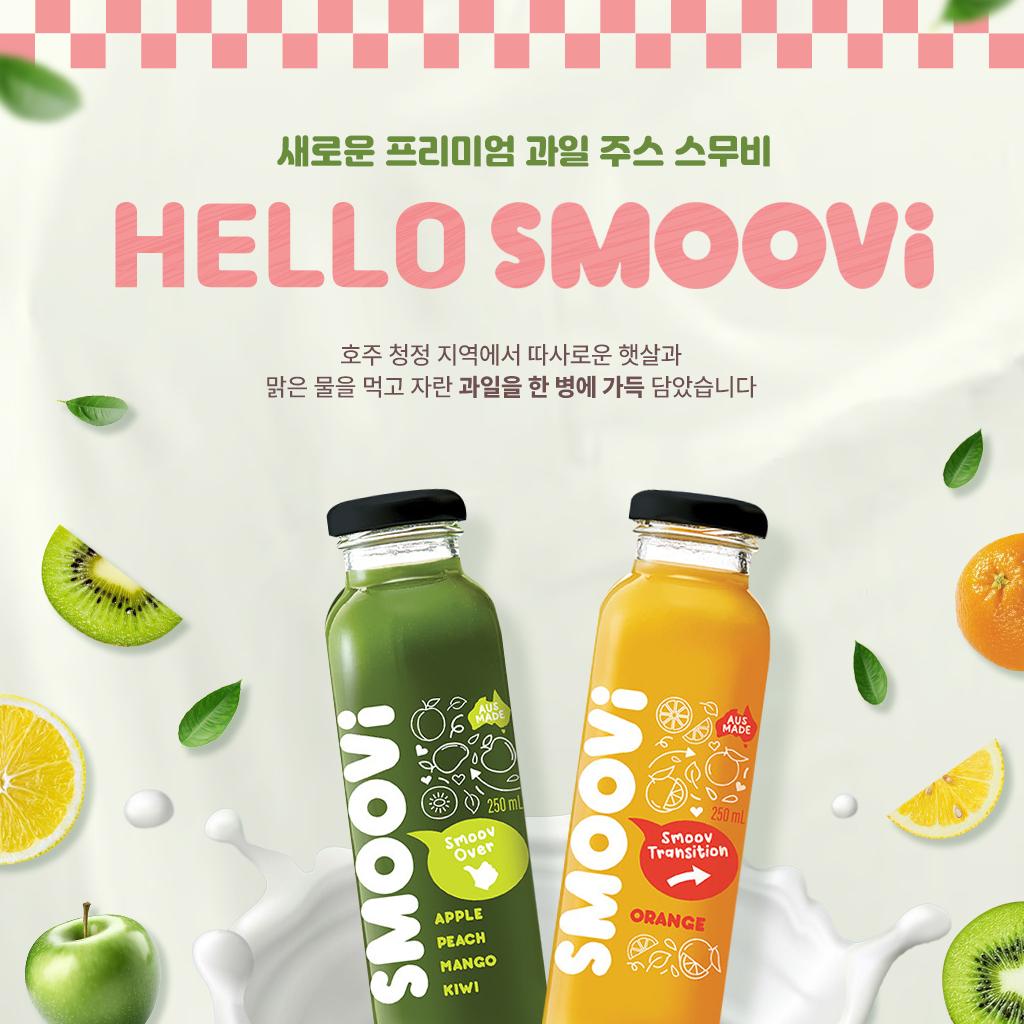 새로운 프리미엄 과일 주스 스무비
HELLO SMOOVi
호주 청정 지역에서 따사로운 햇살과
맑은 물을 먹고 자란 과일을 한 병에 가득 담았습니다
SMOOVi
AUS
MADE
250 mL
Smoov
Over
APPLE
PEACH
MANGO
KIWI
SMOOVi
AUS
MADE
250 mL
Smoov
Transition
ORANGE